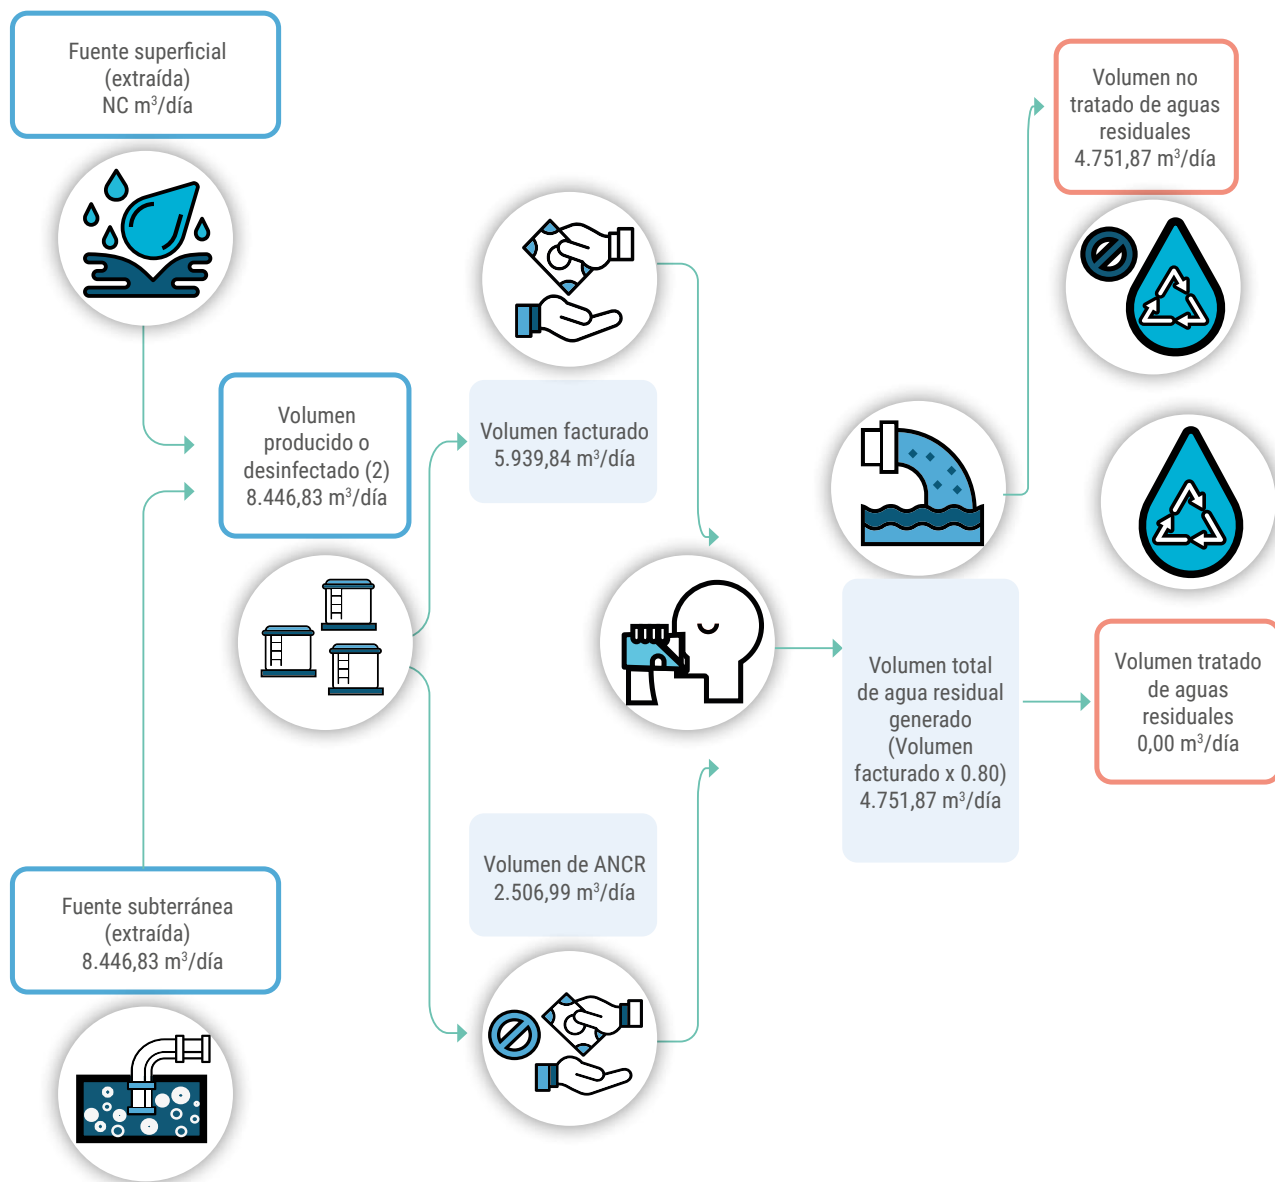 Fuente superficial
(extraída)
NC m³/día
Volumen
producido o
desinfectado (2)
8.446,83 m³/día
Fuente subterránea
(extraída)
8.446,83 m³/día
Volumen facturado
5.939,84 m³/día
Volumen de ANCR
2.506,99 m³/día
Volumen total
de agua residual
generado
(Volumen
facturado x 0.80)
4.751,87 m³/día
Volumen no
tratado de aguas
residuales
4.751,87 m³/día
Volumen tratado
de aguas
residuales
0,00 m³/día